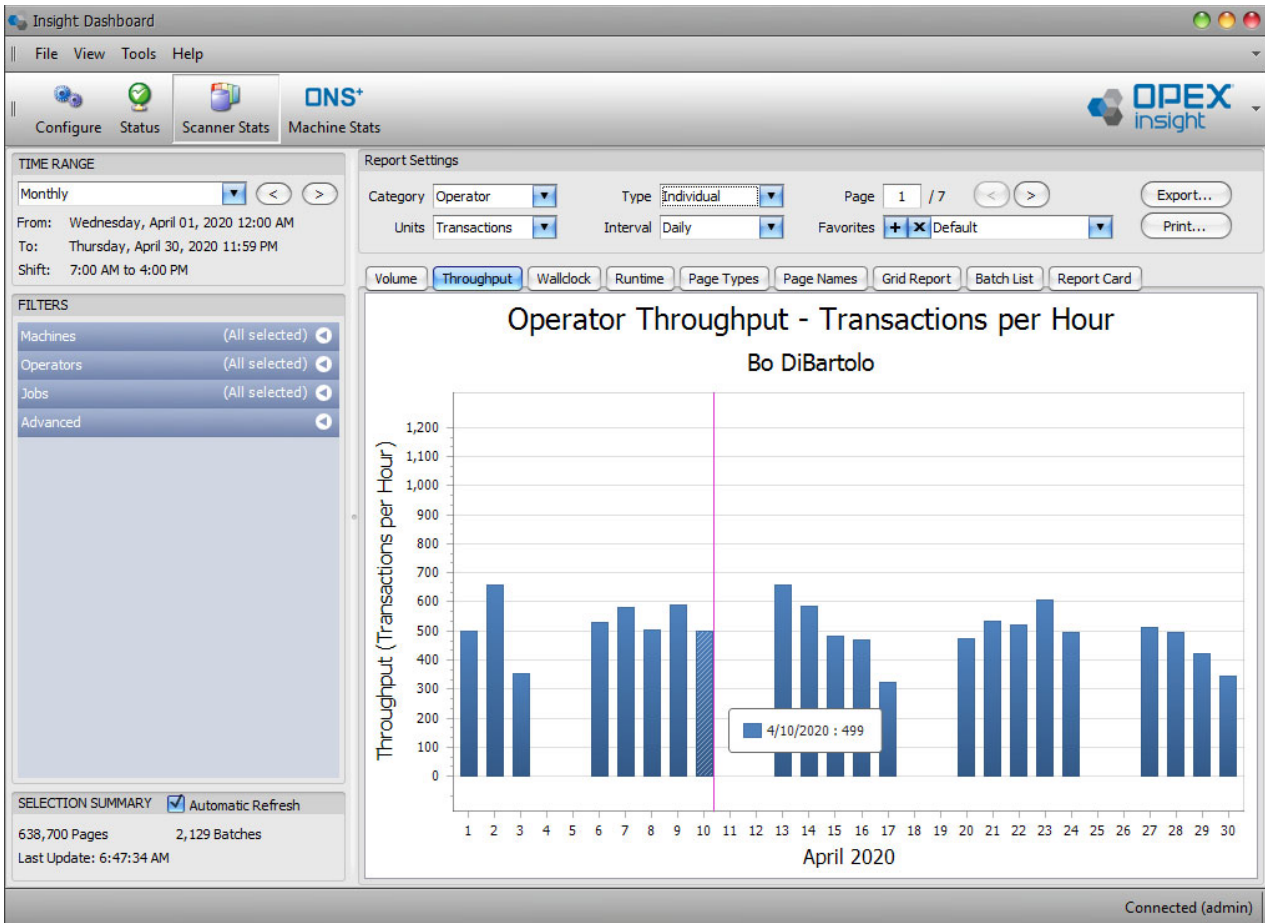 Insight Dashboard
File View Tools Help
Configure Status Scanner Stats ONS+ Machine Stats
OPEX insight
TIME RANGE
Monthly < >
From: Wednesday, April 01, 2020 12:00 AM
To: Thursday, April 30, 2020 11:59 PM
Shift: 7:00 AM to 4:00 PM
FILTERS
Machines (All selected)
Operators (All selected)
Jobs (All selected)
Advanced
SELECTION SUMMARY Automatic Refresh
638,700 Pages 2,129 Batches
Last Update: 6:47:34 AM
Report Settings
Category Operator Type Individual Page 1 / 7 < > Export...
Units Transactions Interval Daily Favorites + x Default Print...
Volume Throughput Wallclock Runtime Page Types Page Names Grid Report Batch List Report Card
Operator Throughput - Transactions per Hour
Bo DiBartolo
Throughput (Transactions per Hour)
1,200
1,100
1,000
900
800
700
600
500
400
300
200
100
0
4/10/2020 : 499
1 2 3 4 5 6 7 8 9 10 11 12 13 14 15 16 17 18 19 20 21 22 23 24 25 26 27 28 29 30
April 2020
Connected (admin)